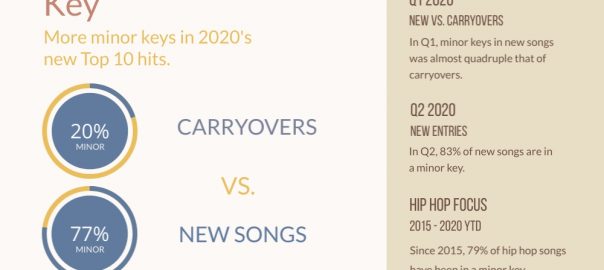 Key
More minor keys in 2020's
new Top 10 hits.
20%
MINOR
CARRYOVERS
VS.
77%
MINOR
NEW SONGS
Q1 2020
NEW VS. CARRYOVERS
In Q1, minor keys in new songs
was almost quadruple that of
carryovers.
Q2 2020
NEW ENTRIES
In Q2, 83% of new songs are in
a minor key.
HIP HOP FOCUS
2015 - 2020 YTD
Since 2015, 79% of hip hop songs
have been in a minor key